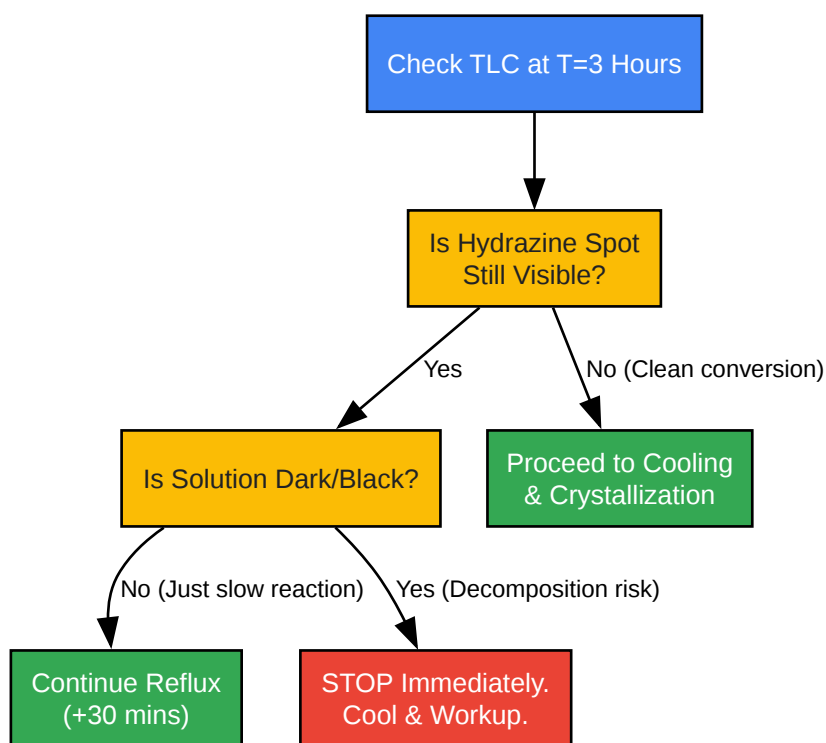 Check TLC at T=3 Hours
Is Hydrazine Spot
Still Visible?
Yes
No (Clean conversion)
Is Solution Dark/Black?
Proceed to Cooling
& Crystallization
No (Just slow reaction)
Yes (Decomposition risk)
Continue Reflux
(+30 mins)
STOP Immediately.
Cool & Workup.